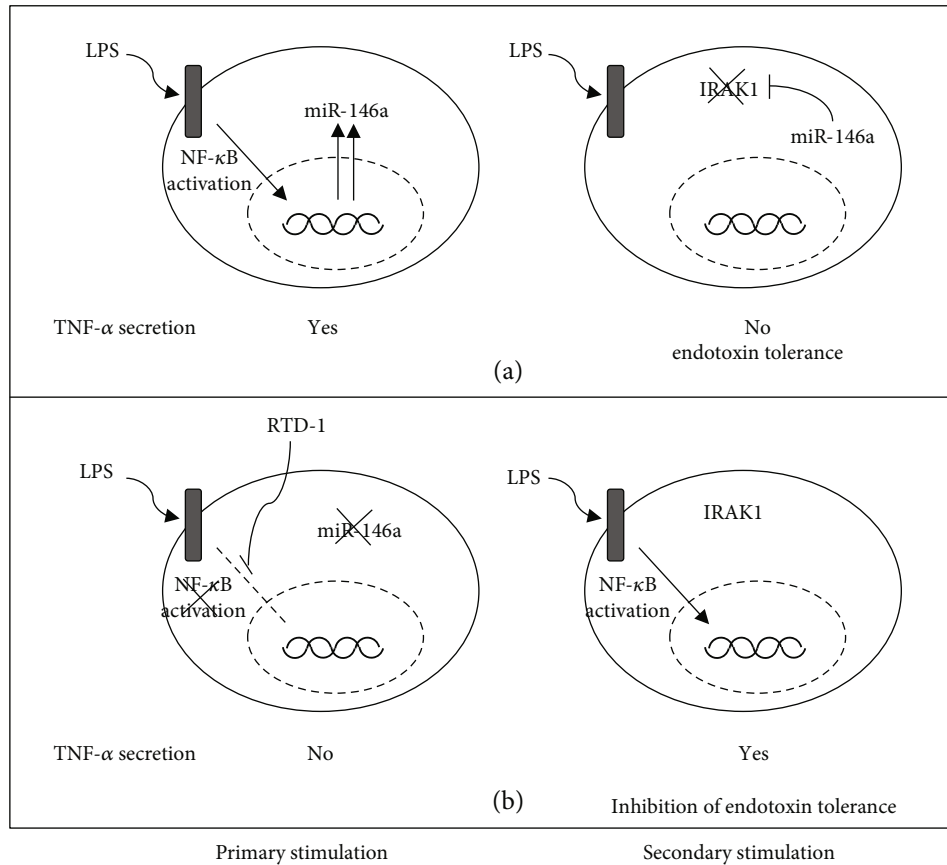 LPS
miR-146a
NF-κB
activation
TNF-α secretion
Yes
LPS
IRAK1
miR-146a
No
endotoxin tolerance
(a)
RTD-1
LPS
miR-146a
NF-κB
activation
TNF-α secretion
No
LPS
IRAK1
NF-κB
activation
Yes
(b)
Inhibition of endotoxin tolerance
Primary stimulation
Secondary stimulation